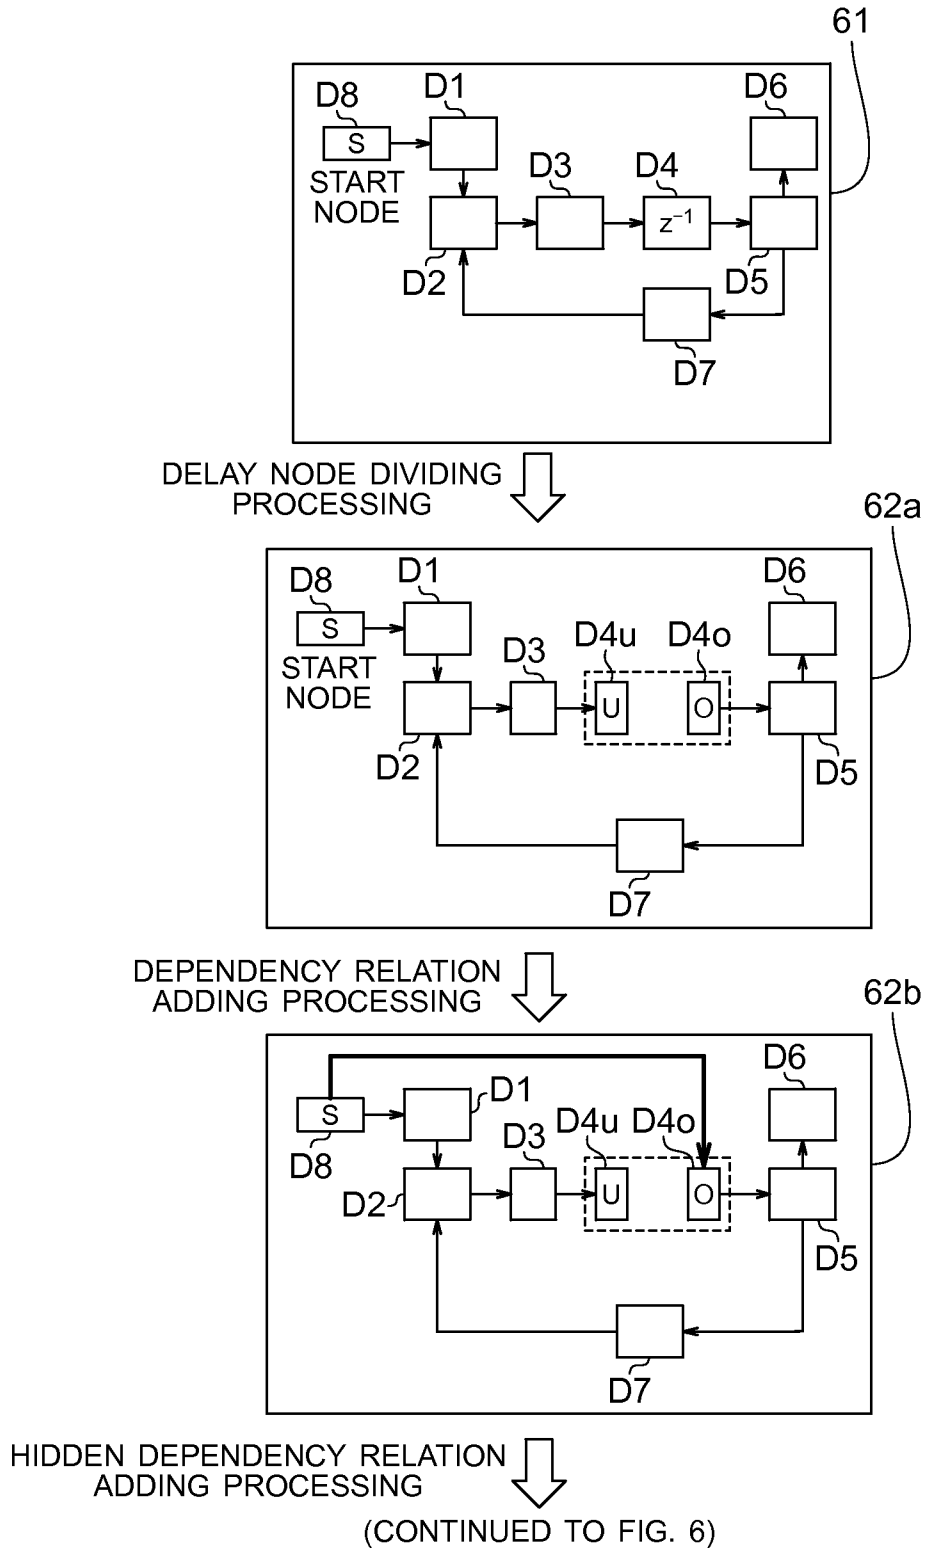 61
D8
D1
D6
S
START
NODE
D3
D4
z⁻¹
D2
D5
D7
DELAY NODE DIVIDING
PROCESSING
62a
D8
D1
D6
S
START
NODE
D3
D4u
D4o
U
O
D2
D5
D7
DEPENDENCY RELATION
ADDING PROCESSING
62b
D6
S
D1
D8
D3
D4u
D4o
D2
U
O
D5
D7
HIDDEN DEPENDENCY RELATION
ADDING PROCESSING
(CONTINUED TO FIG. 6)